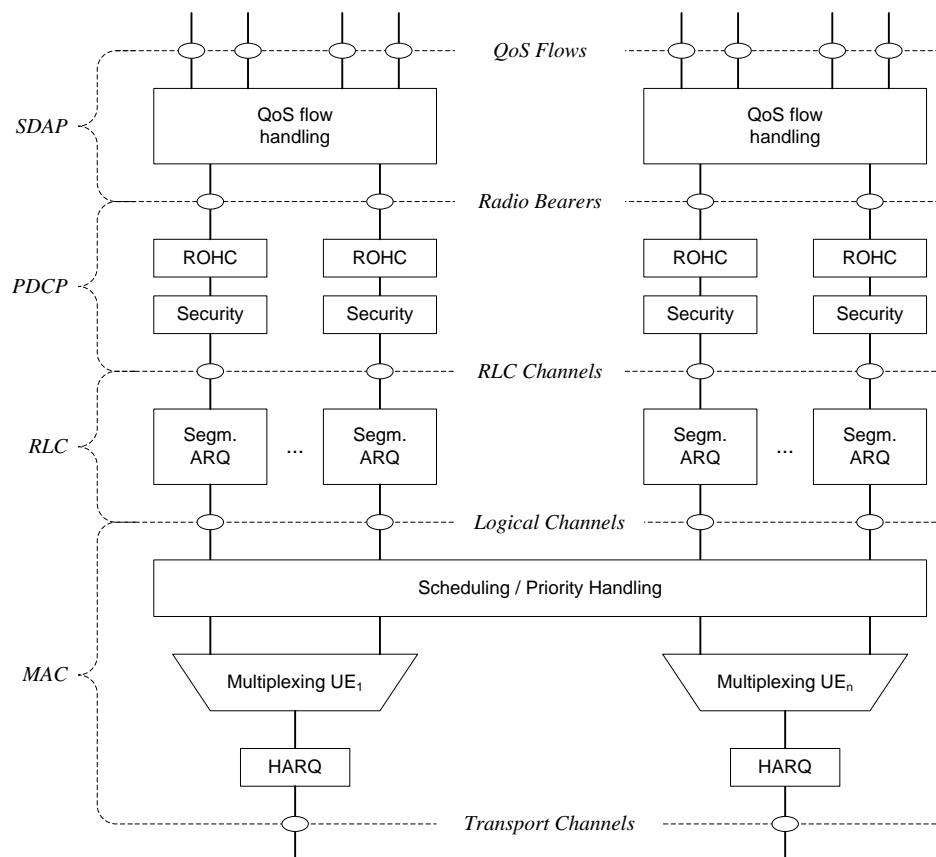 QoS Flows
SDAP
QoS flow
handling
QoS flow
handling
Radio Bearers
PDCP
ROHC
ROHC
ROHC
ROHC
Security
Security
Security
Security
RLC Channels
RLC
Segm.
ARQ
...
Segm.
ARQ
Segm.
ARQ
...
Segm.
ARQ
Logical Channels
Scheduling / Priority Handling
MAC
Multiplexing UE₁
Multiplexing UEₙ
HARQ
HARQ
Transport Channels